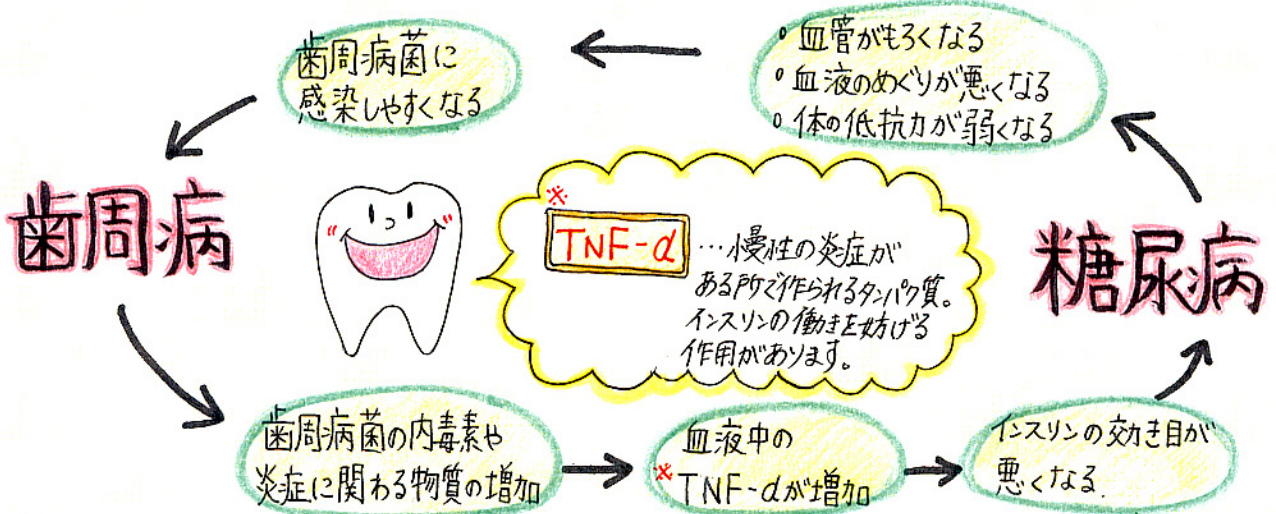 歯周病菌に
感染しやすくなる
• 血管がもろくなる
• 血液のめぐりが悪くなる
• 体の低抗力が弱くなる
歯周病
※
TNF-α …慢性の炎症が
ある所で作られるタンパク質。
インスリンの働きを妨げる
作用があります。
糖尿病
歯周病菌の内毒素や
炎症に関わる物質の増加
血液中の
※TNF-αが増加
インスリンの効き目が
悪くなる.